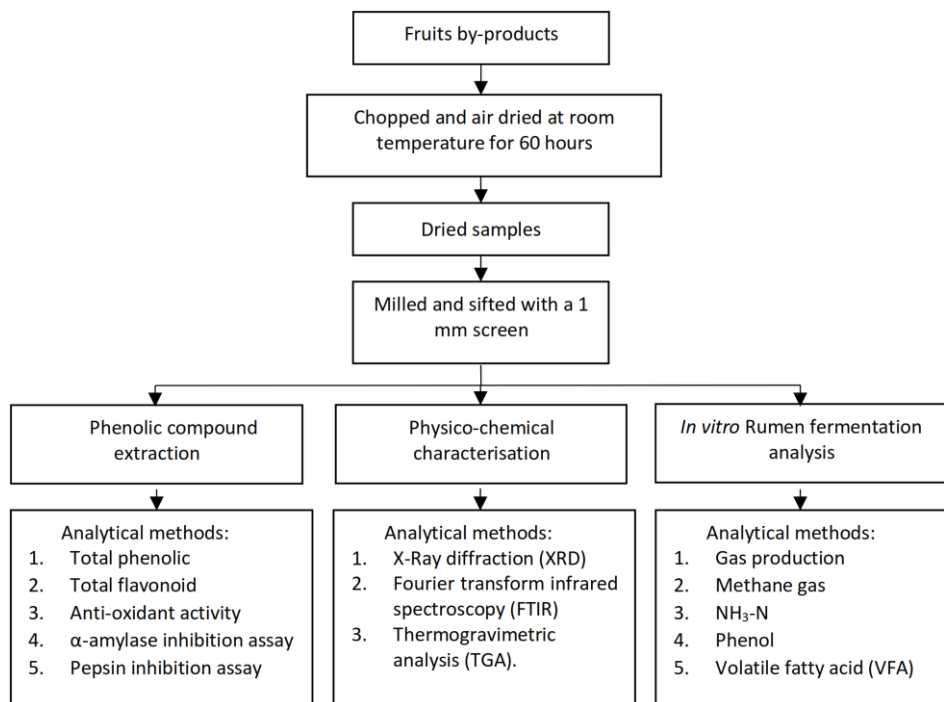 Fruits by-products
Chopped and air dried at room
temperature for 60 hours
Dried samples
Milled and sifted with a 1
mm screen
Phenolic compound
extraction
Physico-chemical
characterisation
In vitro Rumen fermentation
analysis
Analytical methods:
1. Total phenolic
2. Total flavonoid
3. Anti-oxidant activity
4. α-amylase inhibition assay
5. Pepsin inhibition assay
Analytical methods:
1. X-Ray diffraction (XRD)
2. Fourier transform infrared
spectroscopy (FTIR)
3. Thermogravimetric
analysis (TGA).
Analytical methods:
1. Gas production
2. Methane gas
3. NH₃-N
4. Phenol
5. Volatile fatty acid (VFA)